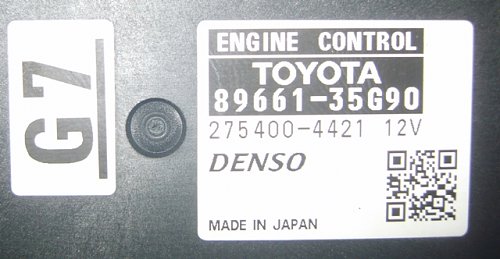 G7
ENGINE CONTROL
TOYOTA
89661-35G90
275400-4421 12V
DENSO
MADE IN JAPAN